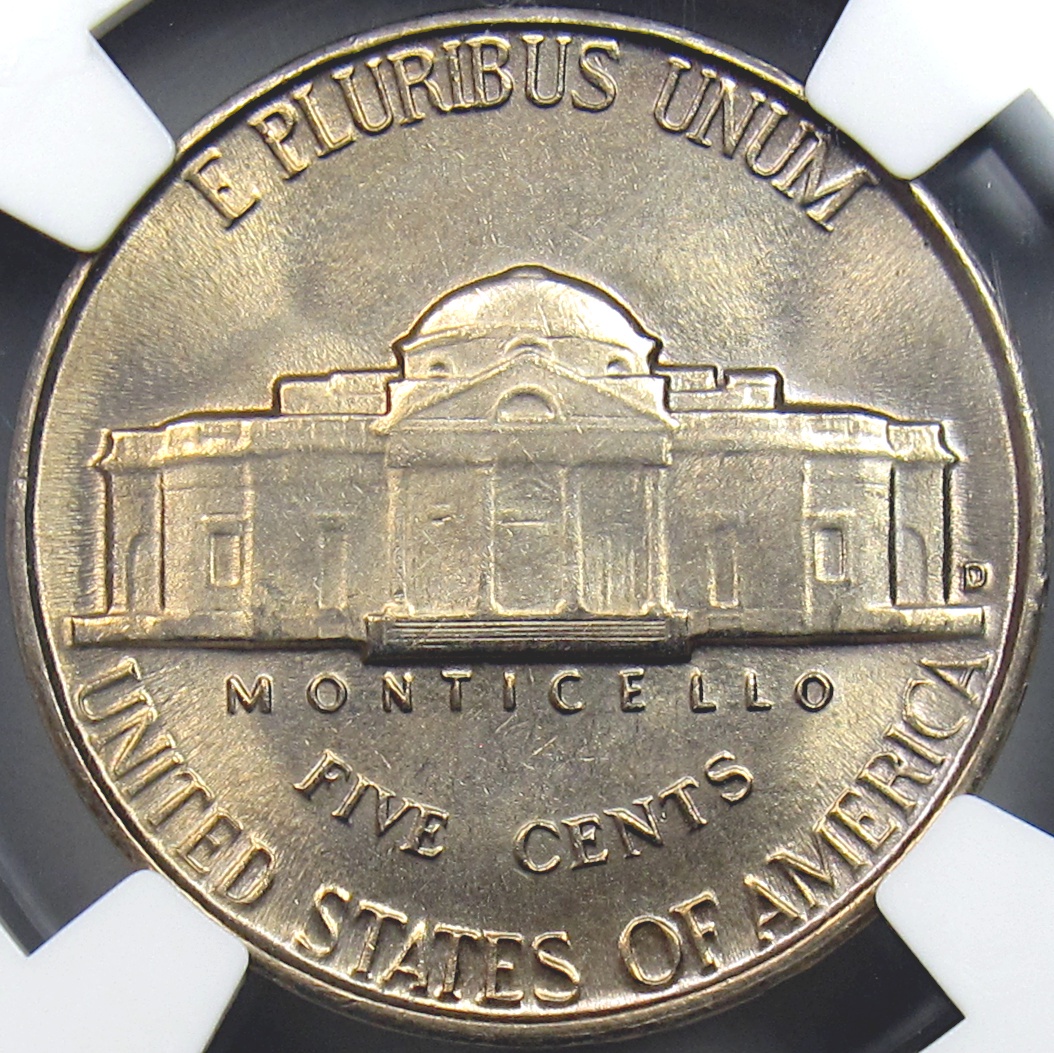 E PLURIBUS UNUM
D
MONTICELLO
FIVE CENTS
UNITED STATES OF AMERICA